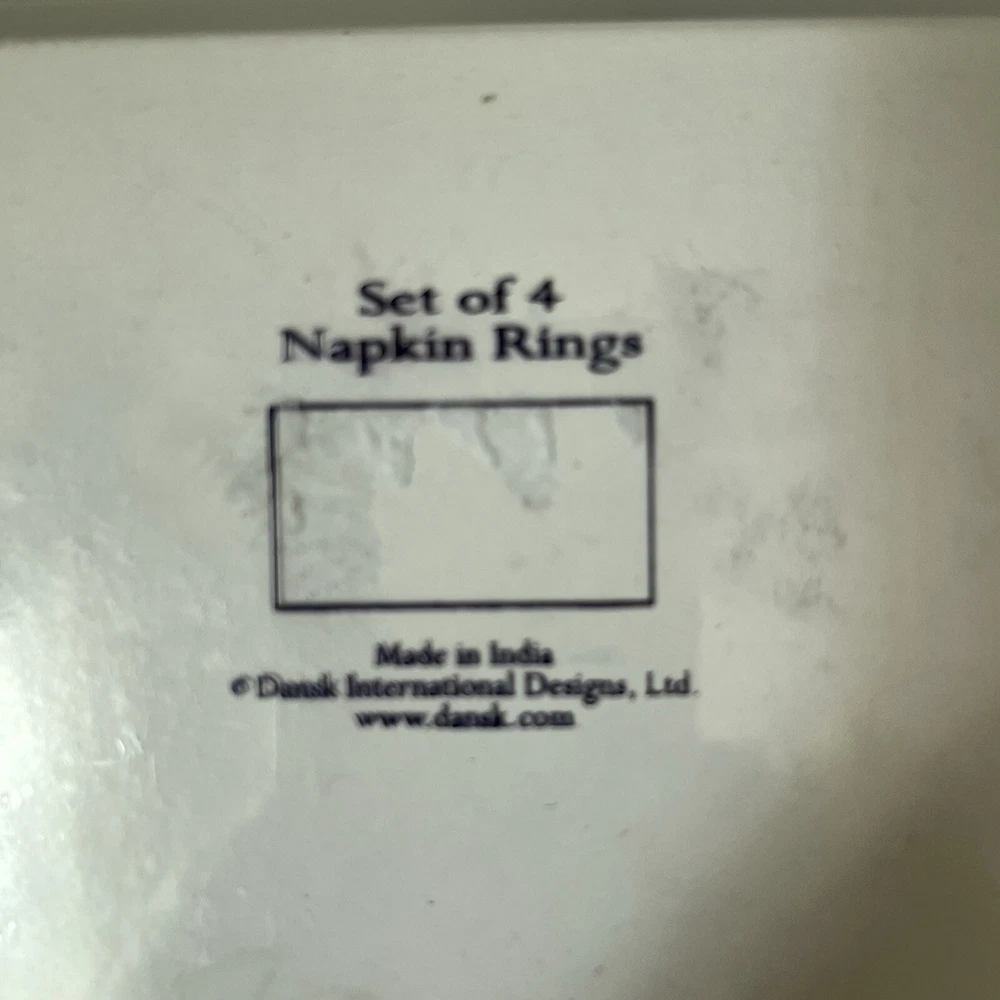 Set of 4
Napkin Rings
Made in India
© Dansk International Designs, Ltd.
www.dansk.com